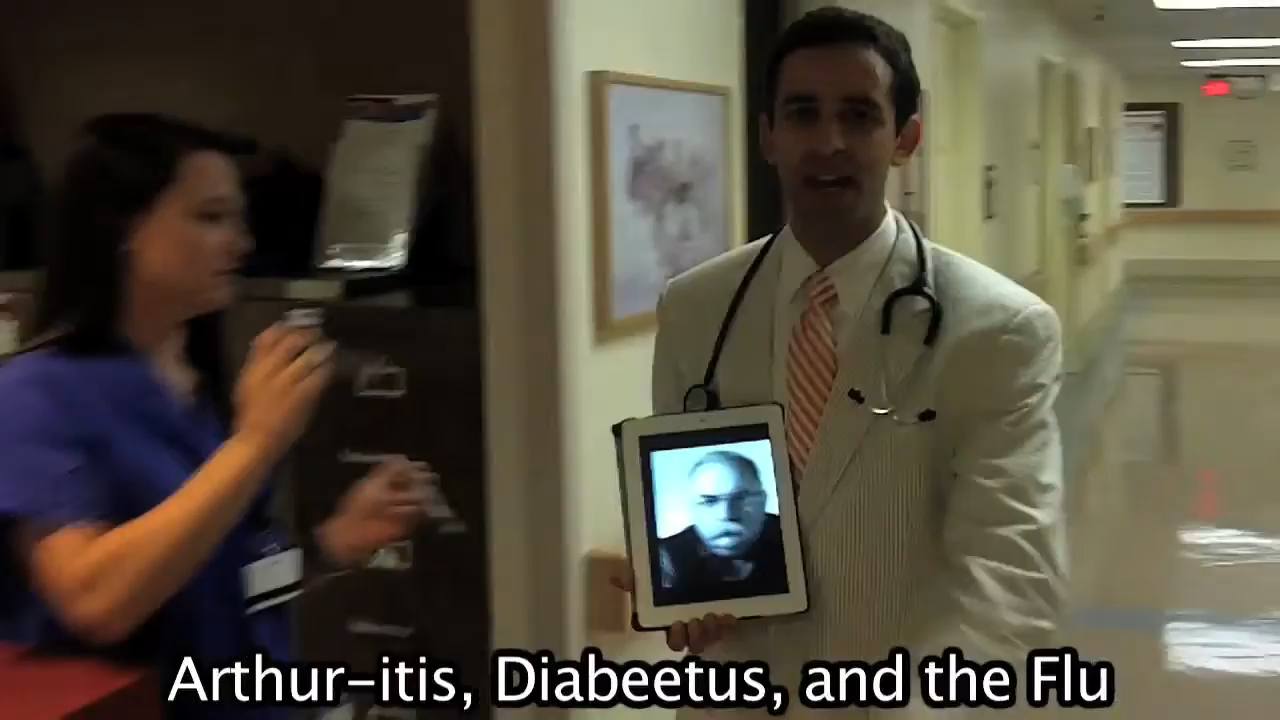 Arthur-itis, Diabeetus, and the Flu